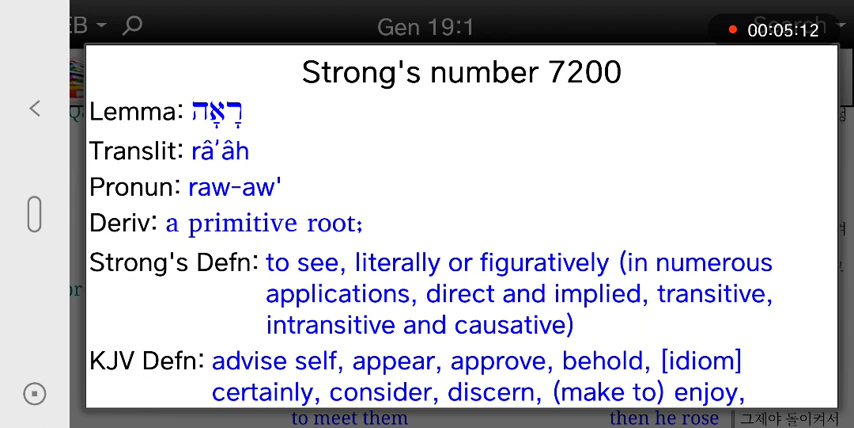 EB
Gen 19:1
Search
00:05:12
Strong's number 7200
Lemma: רָאָה
Translit: râʼâh
Pronun: raw-aw'
Deriv: a primitive root;
Strong's Defn: to see, literally or figuratively (in numerous
applications, direct and implied, transitive,
intransitive and causative)
KJV Defn: advise self, appear, approve, behold, [idiom]
certainly, consider, discern, (make to) enjoy,
to meet them
then he rose
그제야 돌이켜서